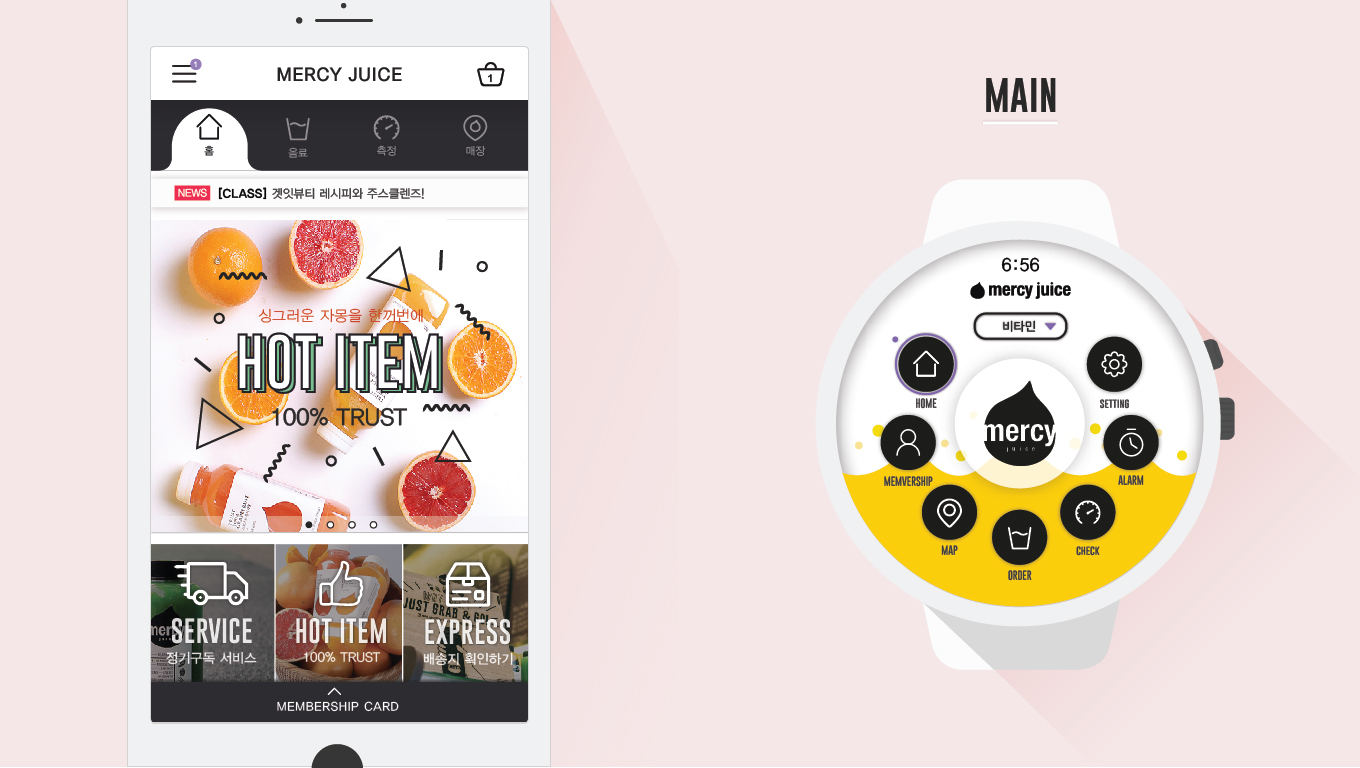 1
MERCY JUICE
1
홈
음료
측정
매장
NEWS [CLASS] 겟잇뷰티 레시피와 주스클렌즈!
싱그러운 자몽을 한꺼번에
HOT ITEM
100% TRUST
SERVICE
정기구독 서비스
HOT ITEM
100% TRUST
JUST GRAB & GO!
EXPRESS
배송지 확인하기
MEMBERSHIP CARD
MAIN
6:56
mercy juice
비타민
HOME
SETTING
mercy
juice
MEMVERSHIP
ALARM
MAP
CHECK
ORDER